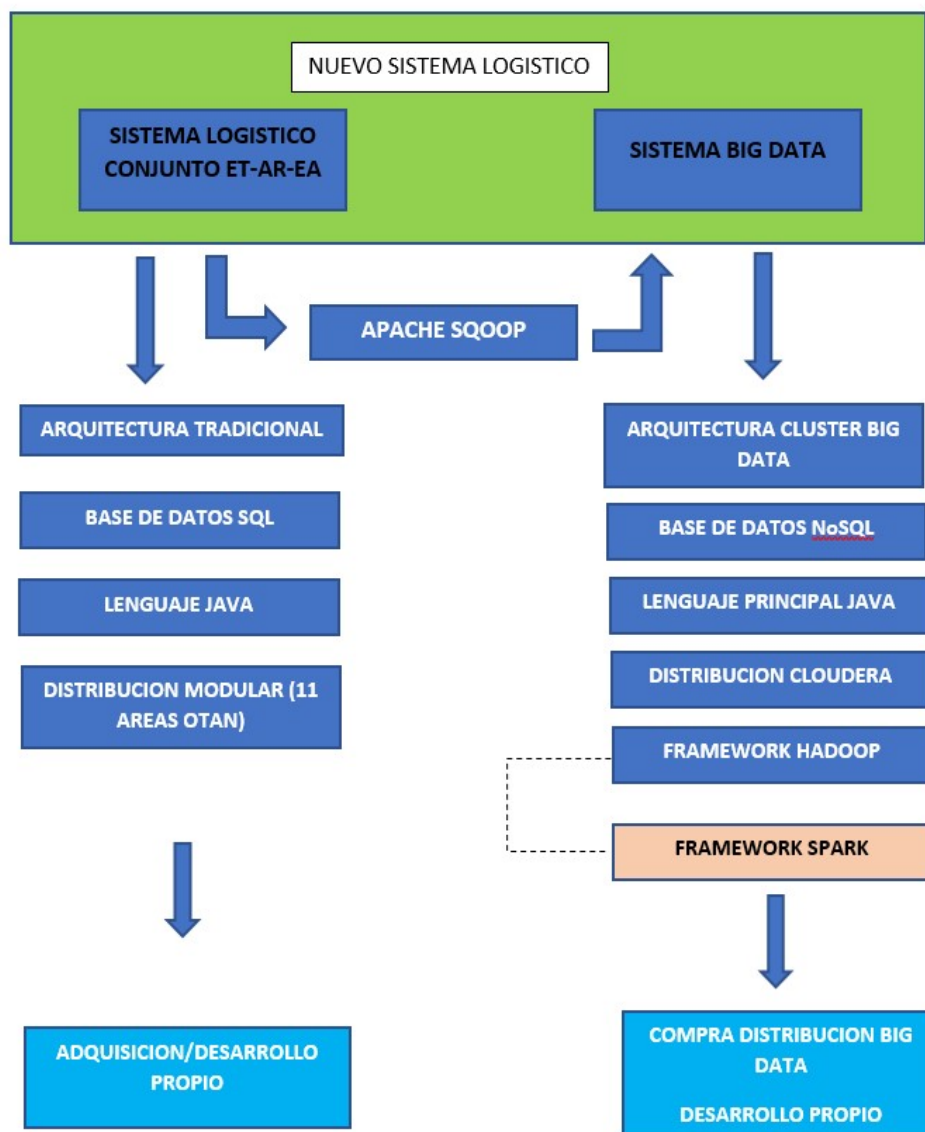 NUEVO SISTEMA LOGISTICO
SISTEMA LOGISTICO
CONJUNTO ET-AR-EA
SISTEMA BIG DATA
APACHE SQOOP
ARQUITECTURA TRADICIONAL
BASE DE DATOS SQL
LENGUAJE JAVA
DISTRIBUCION MODULAR (11
AREAS OTAN)
ADQUISICION/DESARROLLO
PROPIO
ARQUITECTURA CLUSTER BIG
DATA
BASE DE DATOS NoSQL
LENGUAJE PRINCIPAL JAVA
DISTRIBUCION CLOUDERA
FRAMEWORK HADOOP
FRAMEWORK SPARK
COMPRA DISTRIBUCION BIG
DATA
DESARROLLO PROPIO